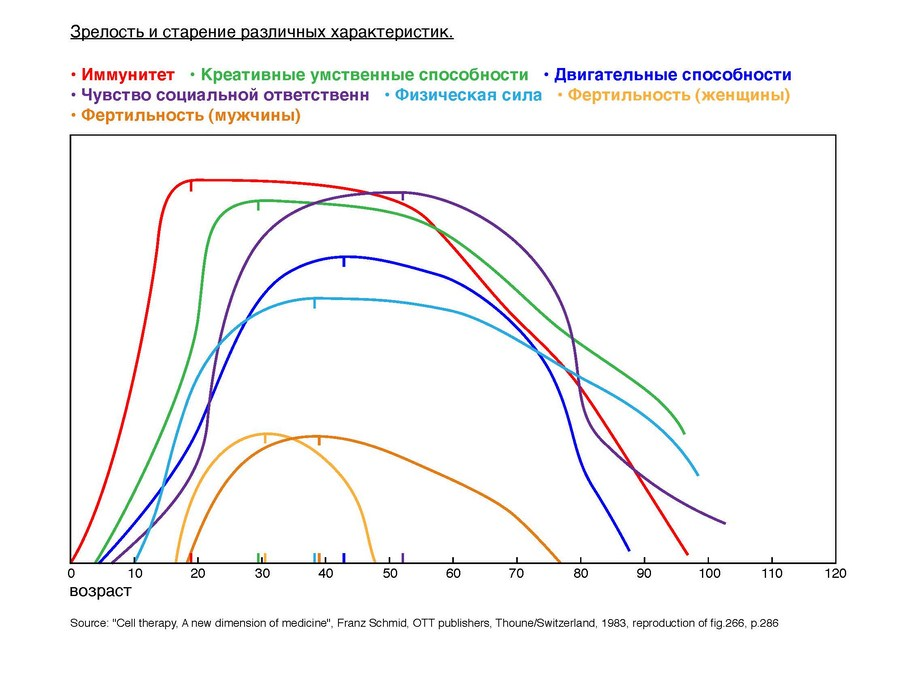 Зрелость и старение различных характеристик.
• Иммунитет • Креативные умственные способности • Двигательные способности
• Чувство социальной ответственн • Физическая сила • Фертильность (женщины)
• Фертильность (мужчины)
0 10 20 30 40 50 60 70 80 90 100 110 120
возраст
Source: "Cell therapy, A new dimension of medicine", Franz Schmid, OTT publishers, Thoune/Switzerland, 1983, reproduction of fig.266, p.286